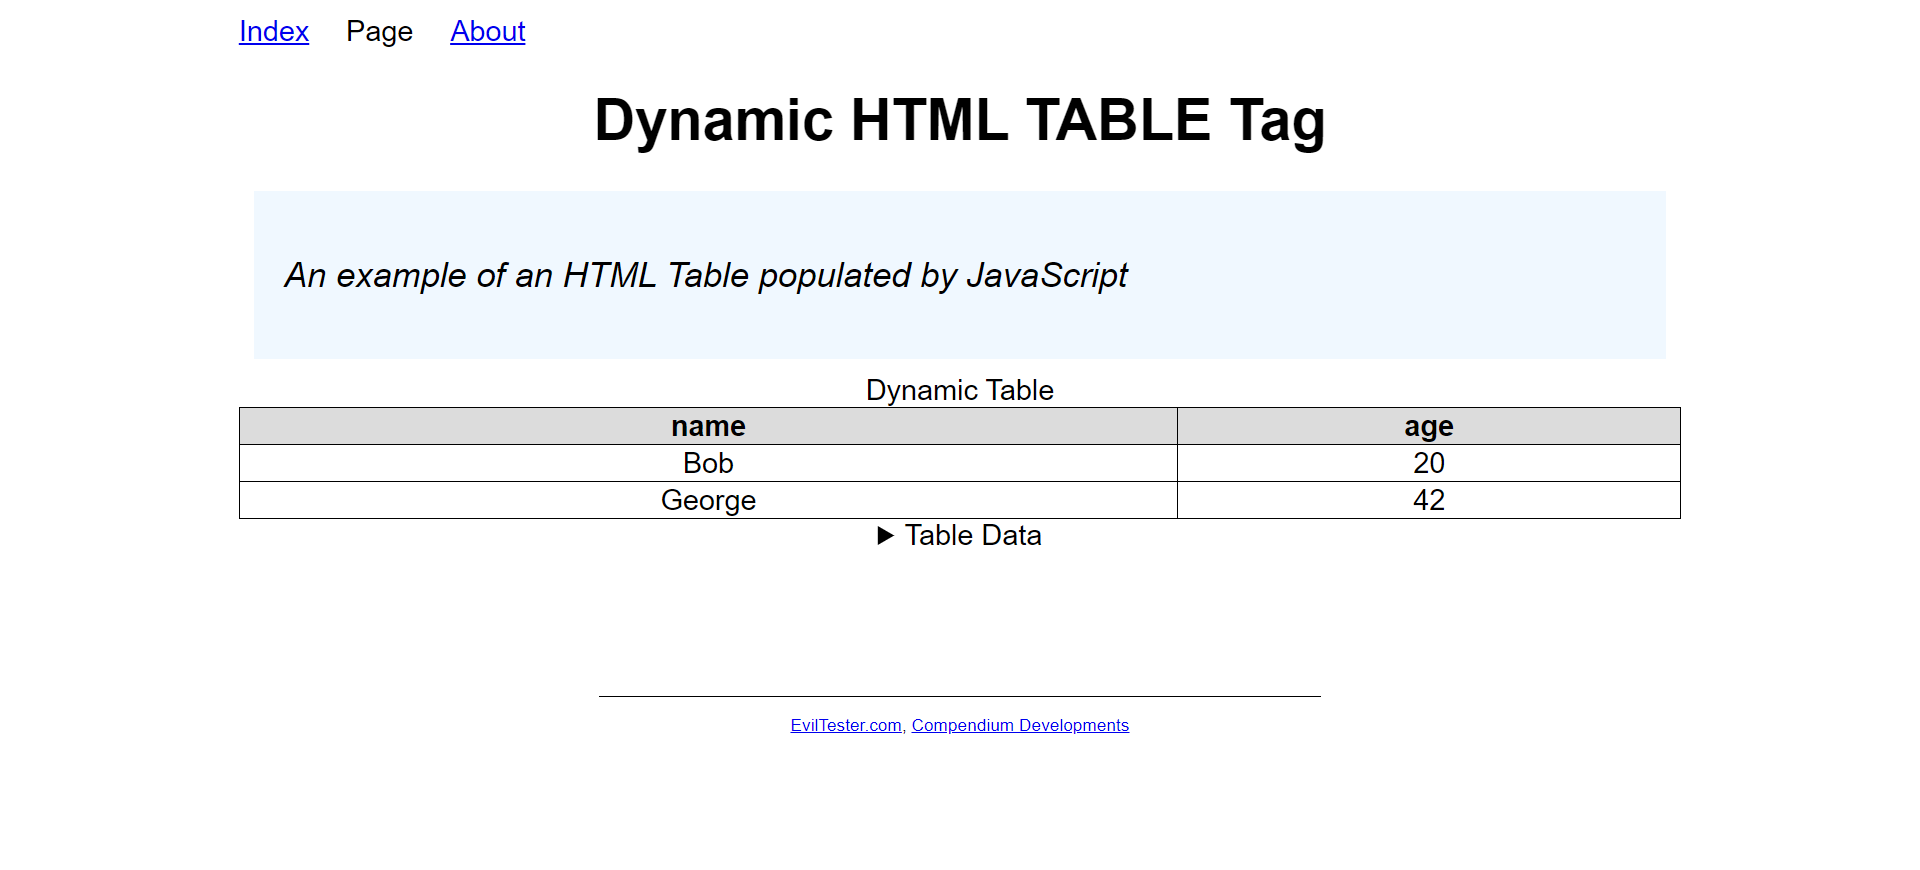 Index Page About
Dynamic HTML TABLE Tag
An example of an HTML Table populated by JavaScript
Dynamic Table
name age
Bob 20
George 42
Table Data
EvilTester.com, Compendium Developments